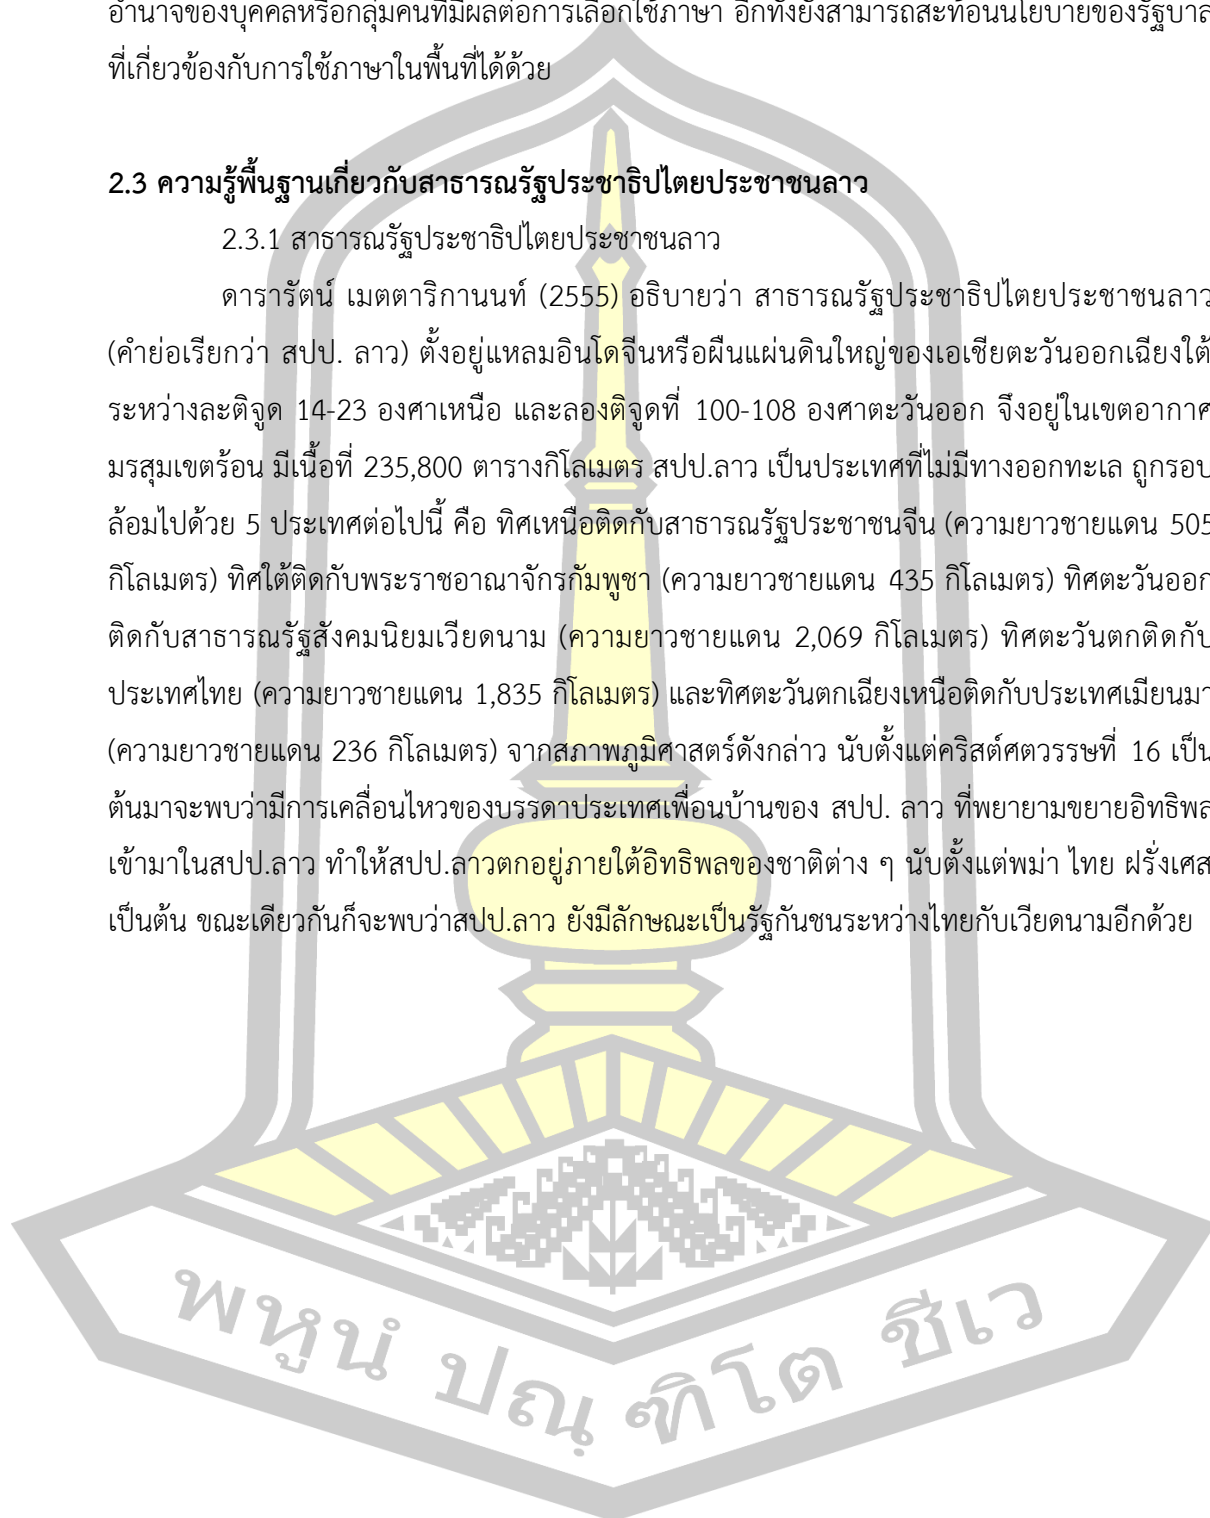 อำนาจของบุคคลหรือกลุ่มคนที่มีผลต่อการเลือกใช้ภาษา อีกทั้งยังสามารถสะท้อนนโยบายของรัฐบาล
ที่เกี่ยวข้องกับการใช้ภาษาในพื้นที่ได้ด้วย
2.3 ความรู้พื้นฐานเกี่ยวกับสาธารณรัฐประชาธิปไตยประชาชนลาว
2.3.1 สาธารณรัฐประชาธิปไตยประชาชนลาว
ดารารัตน์ เมตตาริกานนท์ (2555) อธิบายว่า สาธารณรัฐประชาธิปไตยประชาชนลาว
(คำย่อเรียกว่า สปป. ลาว) ตั้งอยู่แหลมอินโดจีนหรือผืนแผ่นดินใหญ่ของเอเชียตะวันออกเฉียงใต้
ระหว่างละติจูด 14-23 องศาเหนือ และลองติจูดที่ 100-108 องศาตะวันออก จึงอยู่ในเขตอากาศ
มรสุมเขตร้อน มีเนื้อที่ 235,800 ตารางกิโลเมตร สปป.ลาว เป็นประเทศที่ไม่มีทางออกทะเล ถูกรอบ
ล้อมไปด้วย 5 ประเทศต่อไปนี้ คือ ทิศเหนือติดกับสาธารณรัฐประชาชนจีน (ความยาวชายแดน 505
กิโลเมตร) ทิศใต้ติดกับพระราชอาณาจักรกัมพูชา (ความยาวชายแดน 435 กิโลเมตร) ทิศตะวันออก
ติดกับสาธารณรัฐสังคมนิยมเวียดนาม (ความยาวชายแดน 2,069 กิโลเมตร) ทิศตะวันตกติดกับ
ประเทศไทย (ความยาวชายแดน 1,835 กิโลเมตร) และทิศตะวันตกเฉียงเหนือติดกับประเทศเมียนมา
(ความยาวชายแดน 236 กิโลเมตร) จากสภาพภูมิศาสตร์ดังกล่าว นับตั้งแต่คริสต์ศตวรรษที่ 16 เป็น
ต้นมาจะพบว่ามีการเคลื่อนไหวของบรรดาประเทศเพื่อนบ้านของ สปป. ลาว ที่พยายามขยายอิทธิพล
เข้ามาในสปป.ลาว ทำให้สปป.ลาวตกอยู่ภายใต้อิทธิพลของชาติต่าง ๆ นับตั้งแต่พม่า ไทย ฝรั่งเศส
เป็นต้น ขณะเดียวกันก็จะพบว่าสปป.ลาว ยังมีลักษณะเป็นรัฐกันชนระหว่างไทยกับเวียดนามอีกด้วย
พหูนํ ปณฺ ฑิโต ชีเว